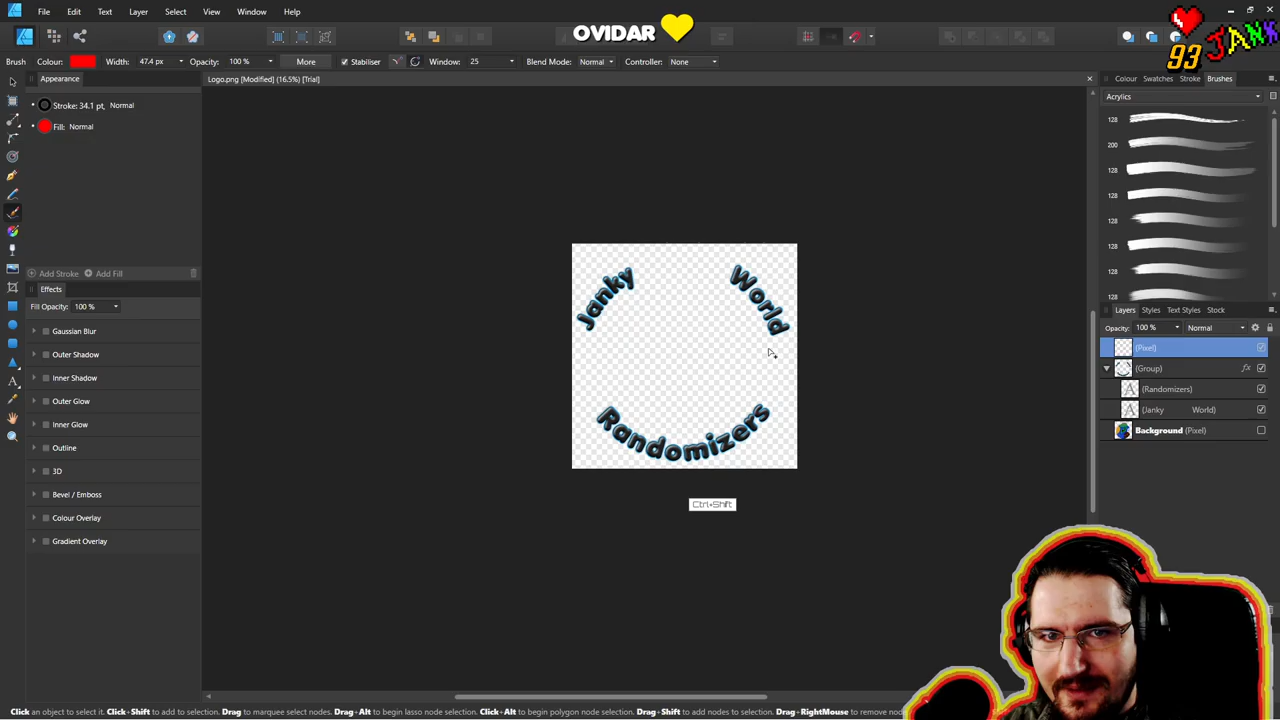 File Edit Text Layer Select View Window Help
OVIDAR
93
JANK
Brush Colour: Width: 47.4 px Opacity: 100 % More Stabiliser Window: 25 Blend Mode: Normal Controller: None
Appearance
Logo.png [Modified] (16.5%) [Trial]
Colour Swatches Stroke Brushes
Stroke: 34.1 pt, Normal
Fill: Normal
Acrylics
128
200
128
128
128
128
128
128
Janky World
Randomizers
Ctrl+Shift
Add Stroke Add Fill
Effects
Fill Opacity: 100 %
Gaussian Blur
Outer Shadow
Inner Shadow
Outer Glow
Inner Glow
Outline
3D
Bevel / Emboss
Colour Overlay
Gradient Overlay
Layers Styles Text Styles Stock
Opacity: 100 % Normal
(Pixel)
(Group)
(Randomizers)
(Janky World)
Background (Pixel)
Click an object to select it. Click+Shift to add to selection. Drag to marquee select nodes. Drag+Alt to begin lasso node selection. Click+Alt to begin polygon node selection. Drag+Shift to add nodes to selection. Drag+RightMouse to remove nodes